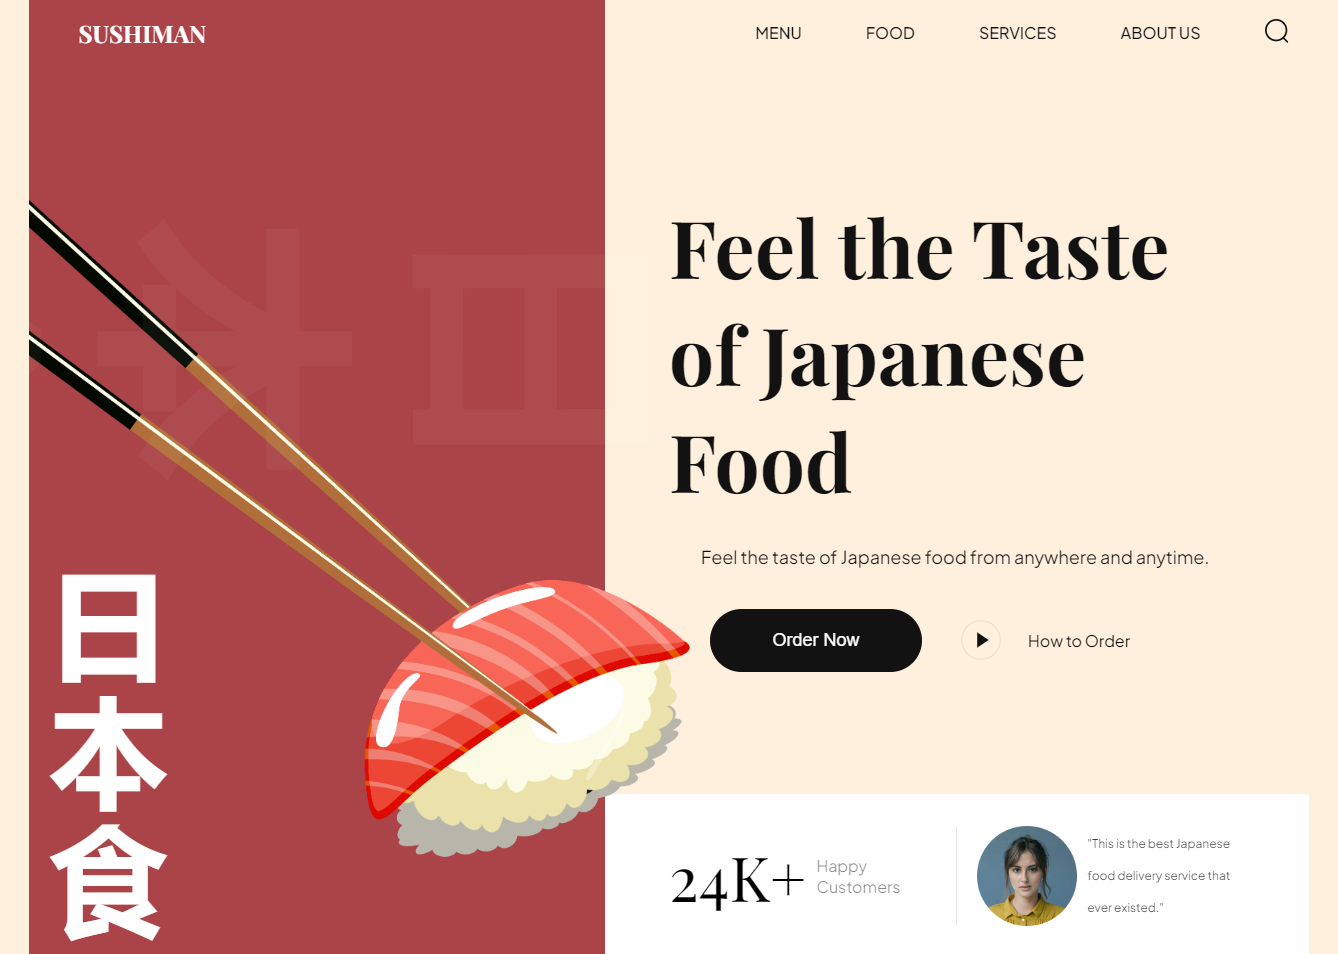 SUSHIMAN
MENU
FOOD
SERVICES
ABOUT US
Feel the Taste
of Japanese
Food
Feel the taste of Japanese food from anywhere and anytime.
Order Now
How to Order
日
本
食
24K+
Happy
Customers
"This is the best Japanese
food delivery service that
ever existed."